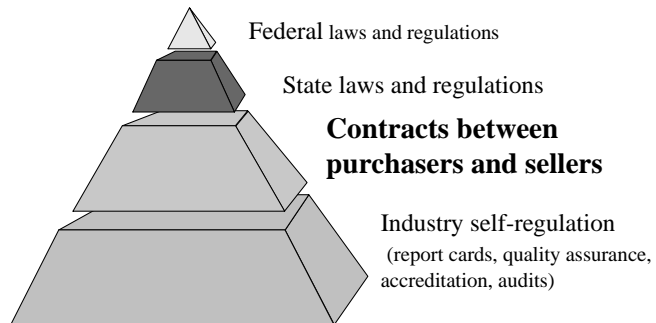 Federal laws and regulations
State laws and regulations
Contracts between
purchasers and sellers
Industry self-regulation
(report cards, quality assurance,
accreditation, audits)